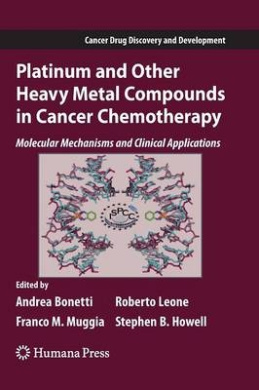 Cancer Drug Discovery and Development
Platinum and Other
Heavy Metal Compounds
in Cancer Chemotherapy
Molecular Mechanisms and Clinical Applications
ISPCC
Edited by
Andrea Bonetti Roberto Leone
Franco M. Muggia Stephen B. Howell
Humana Press